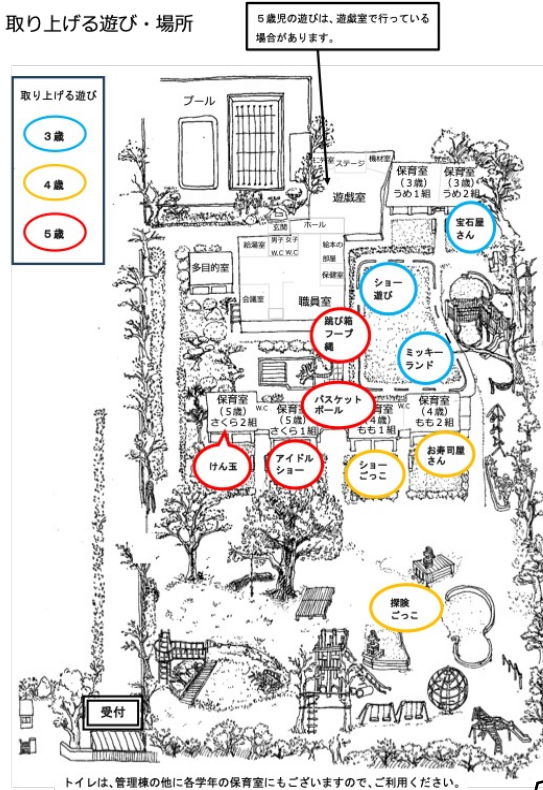 取り上げる遊び・場所
5歳児の遊びは、遊戯室で行っている
場合があります。
取り上げる遊び
3歳
4歳
5歳
プール
ステージ
機材室
遊戯室
保育室
(3歳)
うめ1組
保育室
(3歳)
うめ2組
宝石屋
さん
玄関
ホール
給湯室
男子 女子
W.C W.C
絵本の
部屋
保健室
多目的室
会議室
職員室
ショー
遊び
跳び箱
フープ
縄
ミッキー
ランド
バスケット
ボール
保育室
(5歳)
さくら2組
W.C
保育室
(5歳)
さくら1組
保育室
(4歳)
もも1組
W.C
保育室
(4歳)
もも2組
けん玉
アイドル
ショー
ショー
ごっこ
お寿司屋
さん
探険
ごっこ
受付
トイレは、管理棟の他に各学年の保育室にもございますので、ご利用ください。